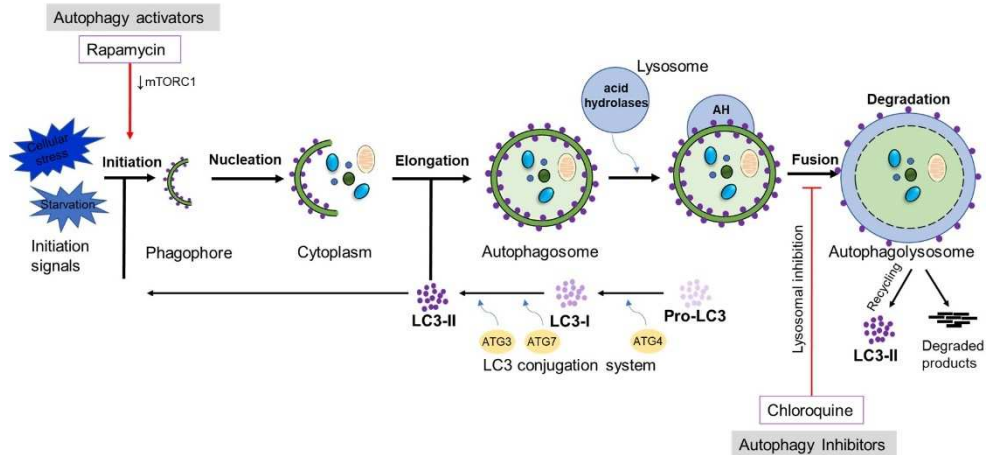 Autophagy activators
Rapamycin
↓mTORC1
Cellular
stress
Starvation
Initiation
signals
Initiation
Phagophore
Nucleation
Cytoplasm
Elongation
Autophagosome
Lysosome
acid
hydrolases
AH
Fusion
Degradation
Autophagolysosome
Recycling
LC3-II
Degraded
products
LC3-II
LC3-I
Pro-LC3
ATG3
ATG7
ATG4
LC3 conjugation system
Lysosomal inhibition
Chloroquine
Autophagy Inhibitors